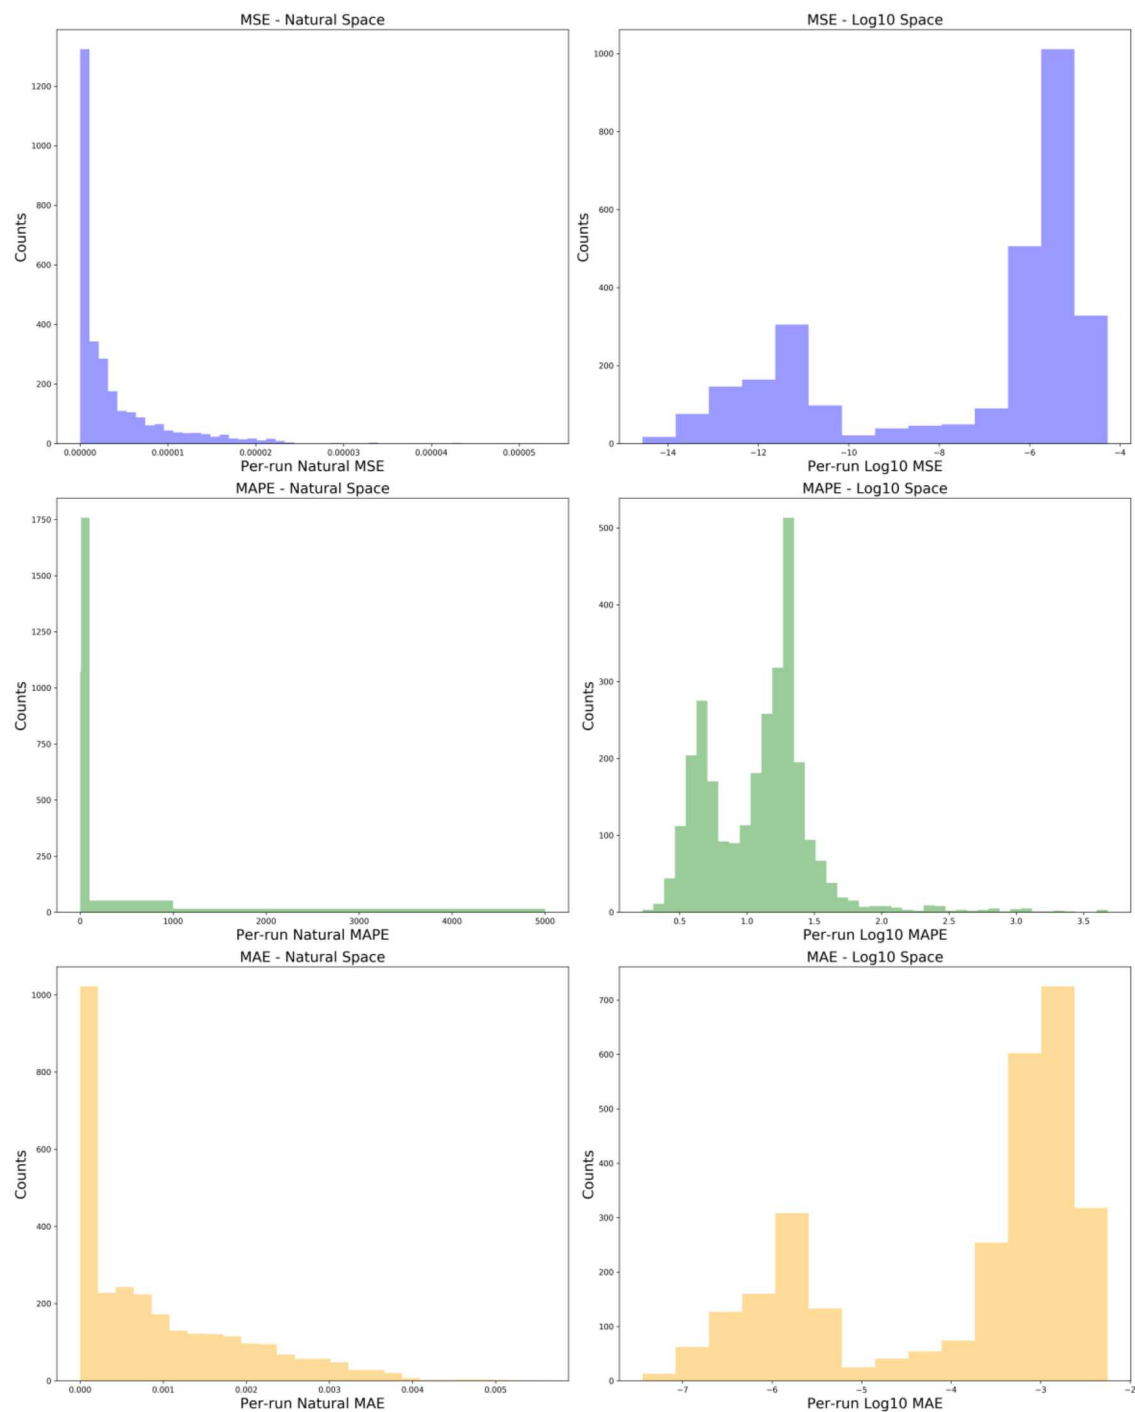 MSE - Natural Space
Counts
1200
1000
800
600
400
200
0
0.00000 0.00001 0.00002 0.00003 0.00004 0.00005
Per-run Natural MSE
MSE - Log10 Space
Counts
1000
800
600
400
200
0
−14 −12 −10 −8 −6 −4
Per-run Log10 MSE
MAPE - Natural Space
Counts
1750
1500
1250
1000
750
500
250
0
0 1000 2000 3000 4000 5000
Per-run Natural MAPE
MAPE - Log10 Space
Counts
500
400
300
200
100
0
0.5 1.0 1.5 2.0 2.5 3.0 3.5
Per-run Log10 MAPE
MAE - Natural Space
Counts
1000
800
600
400
200
0
0.000 0.001 0.002 0.003 0.004 0.005
Per-run Natural MAE
MAE - Log10 Space
Counts
700
600
500
400
300
200
100
0
−7 −6 −5 −4 −3 −2
Per-run Log10 MAE